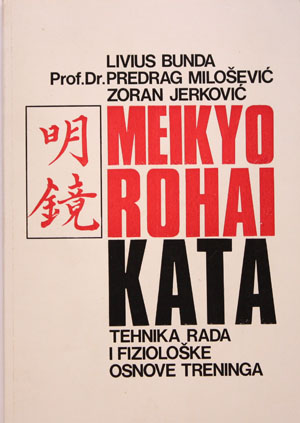 LIVIUS BUNDA
Prof.Dr.PREDRAG MILOŠEVIĆ
ZORAN JERKOVIĆ
明鏡
MEIKYO
ROHAI
KATA
TEHNIKA RADA
I FIZIOLOŠKE
OSNOVE TRENINGA